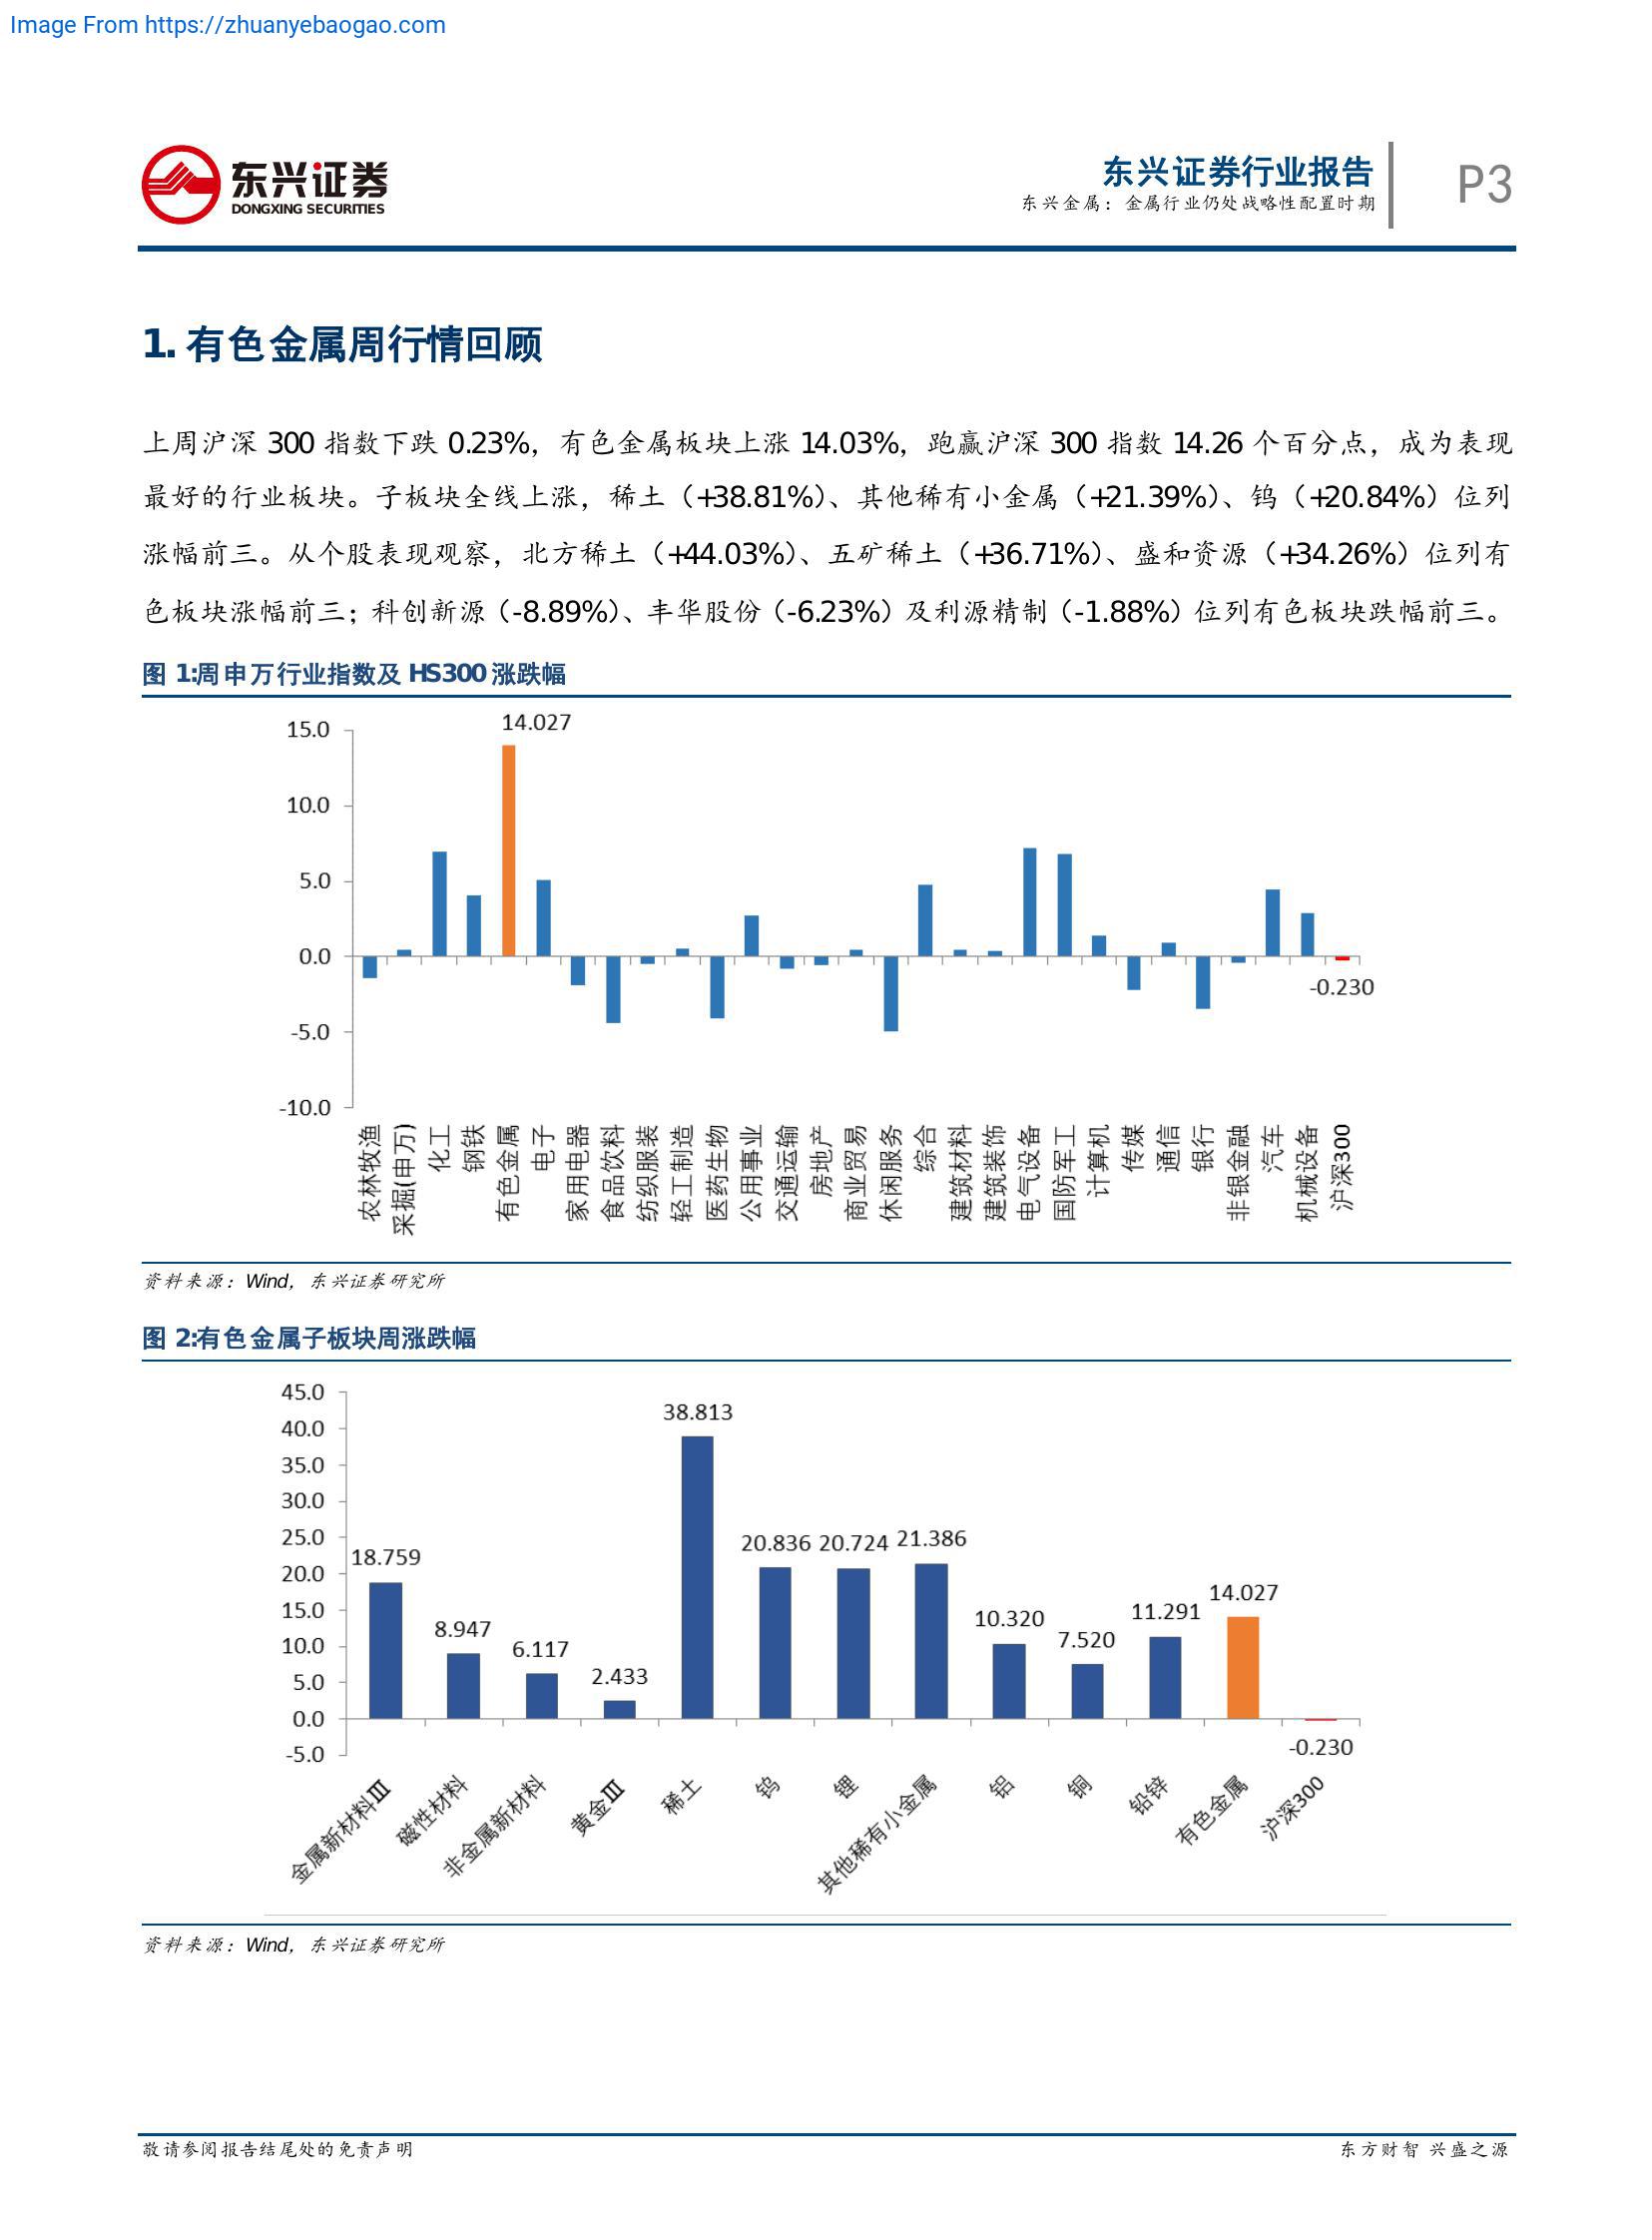 Image From https://zhuanyebaogao.com
东兴证券
DONGXING SECURITIES
东兴证券行业报告
东兴金属：金属行业仍处战略性配置时期
P3
1. 有色金属周行情回顾
上周沪深 300 指数下跌 0.23%，有色金属板块上涨 14.03%，跑赢沪深 300 指数 14.26 个百分点，成为表现
最好的行业板块。子板块全线上涨，稀土（+38.81%）、其他稀有小金属（+21.39%）、钨（+20.84%）位列
涨幅前三。从个股表现观察，北方稀土（+44.03%）、五矿稀土（+36.71%）、盛和资源（+34.26%）位列有
色板块涨幅前三；科创新源（-8.89%）、丰华股份（-6.23%）及利源精制（-1.88%）位列有色板块跌幅前三。
图 1:周申万行业指数及 HS300 涨跌幅
14.027
15.0
10.0
5.0
0.0
-5.0
-10.0
-0.230
农林牧渔
采掘(申万)
化工
钢铁
有色金属
电子
家用电器
食品饮料
纺织服装
轻工制造
医药生物
公用事业
交通运输
房地产
商业贸易
休闲服务
综合
建筑材料
建筑装饰
电气设备
国防军工
计算机
传媒
通信
银行
非银金融
汽车
机械设备
沪深300
资料来源：Wind，东兴证券研究所
图 2:有色金属子板块周涨跌幅
45.0
40.0
35.0
30.0
25.0
20.0
15.0
10.0
5.0
0.0
-5.0
18.759
8.947
6.117
2.433
38.813
20.836
20.724
21.386
10.320
7.520
11.291
14.027
-0.230
金属新材料Ⅲ
磁性材料
非金属新材料
黄金Ⅲ
稀土
钨
锂
其他稀有小金属
铝
铜
铅锌
有色金属
沪深300
资料来源：Wind，东兴证券研究所
敬请参阅报告结尾处的免责声明
东方财智 兴盛之源